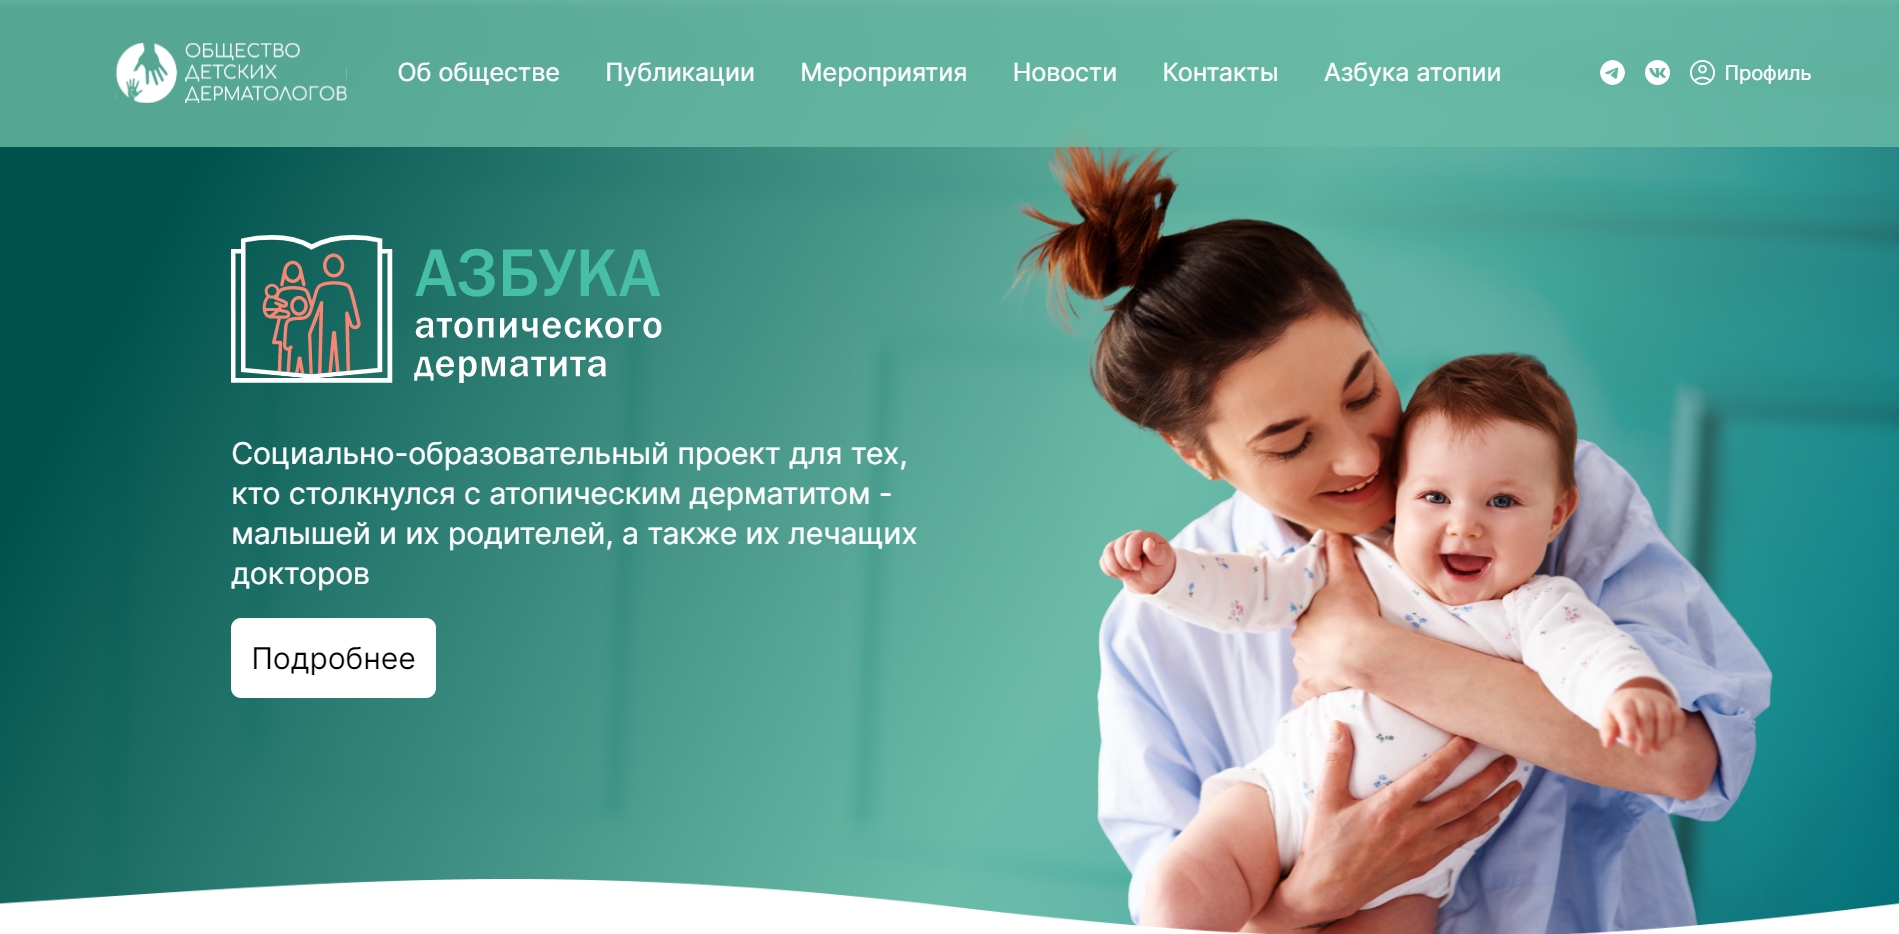 ОБЩЕСТВО
ДЕТСКИХ
ДЕРМАТОЛОГОВ
Об обществе Публикации Мероприятия Новости Контакты Азбука атопии Профиль
АЗБУКА
атопического
дерматита
Социально-образовательный проект для тех,
кто столкнулся с атопическим дерматитом -
малышей и их родителей, а также их лечащих
докторов
Подробнее